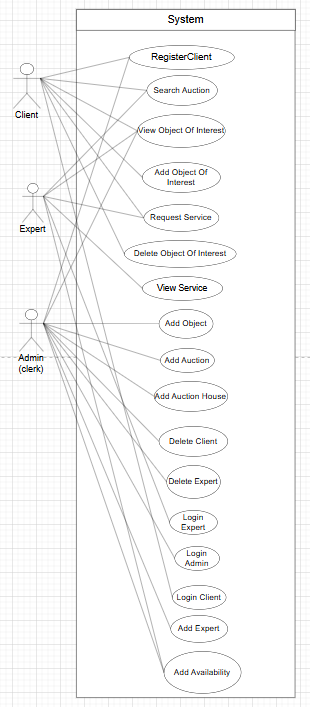 System
RegisterClient
Search Auction
Client
View Object Of Interest
Add Object Of
Interest
Request Service
Expert
Delete Object Of Interest
View Service
Add Object
Admin
(clerk)
Add Auction
Add Auction House
Delete Client
Delete Expert
Login
Expert
Login
Admin
Login Client
Add Expert
Add Availability